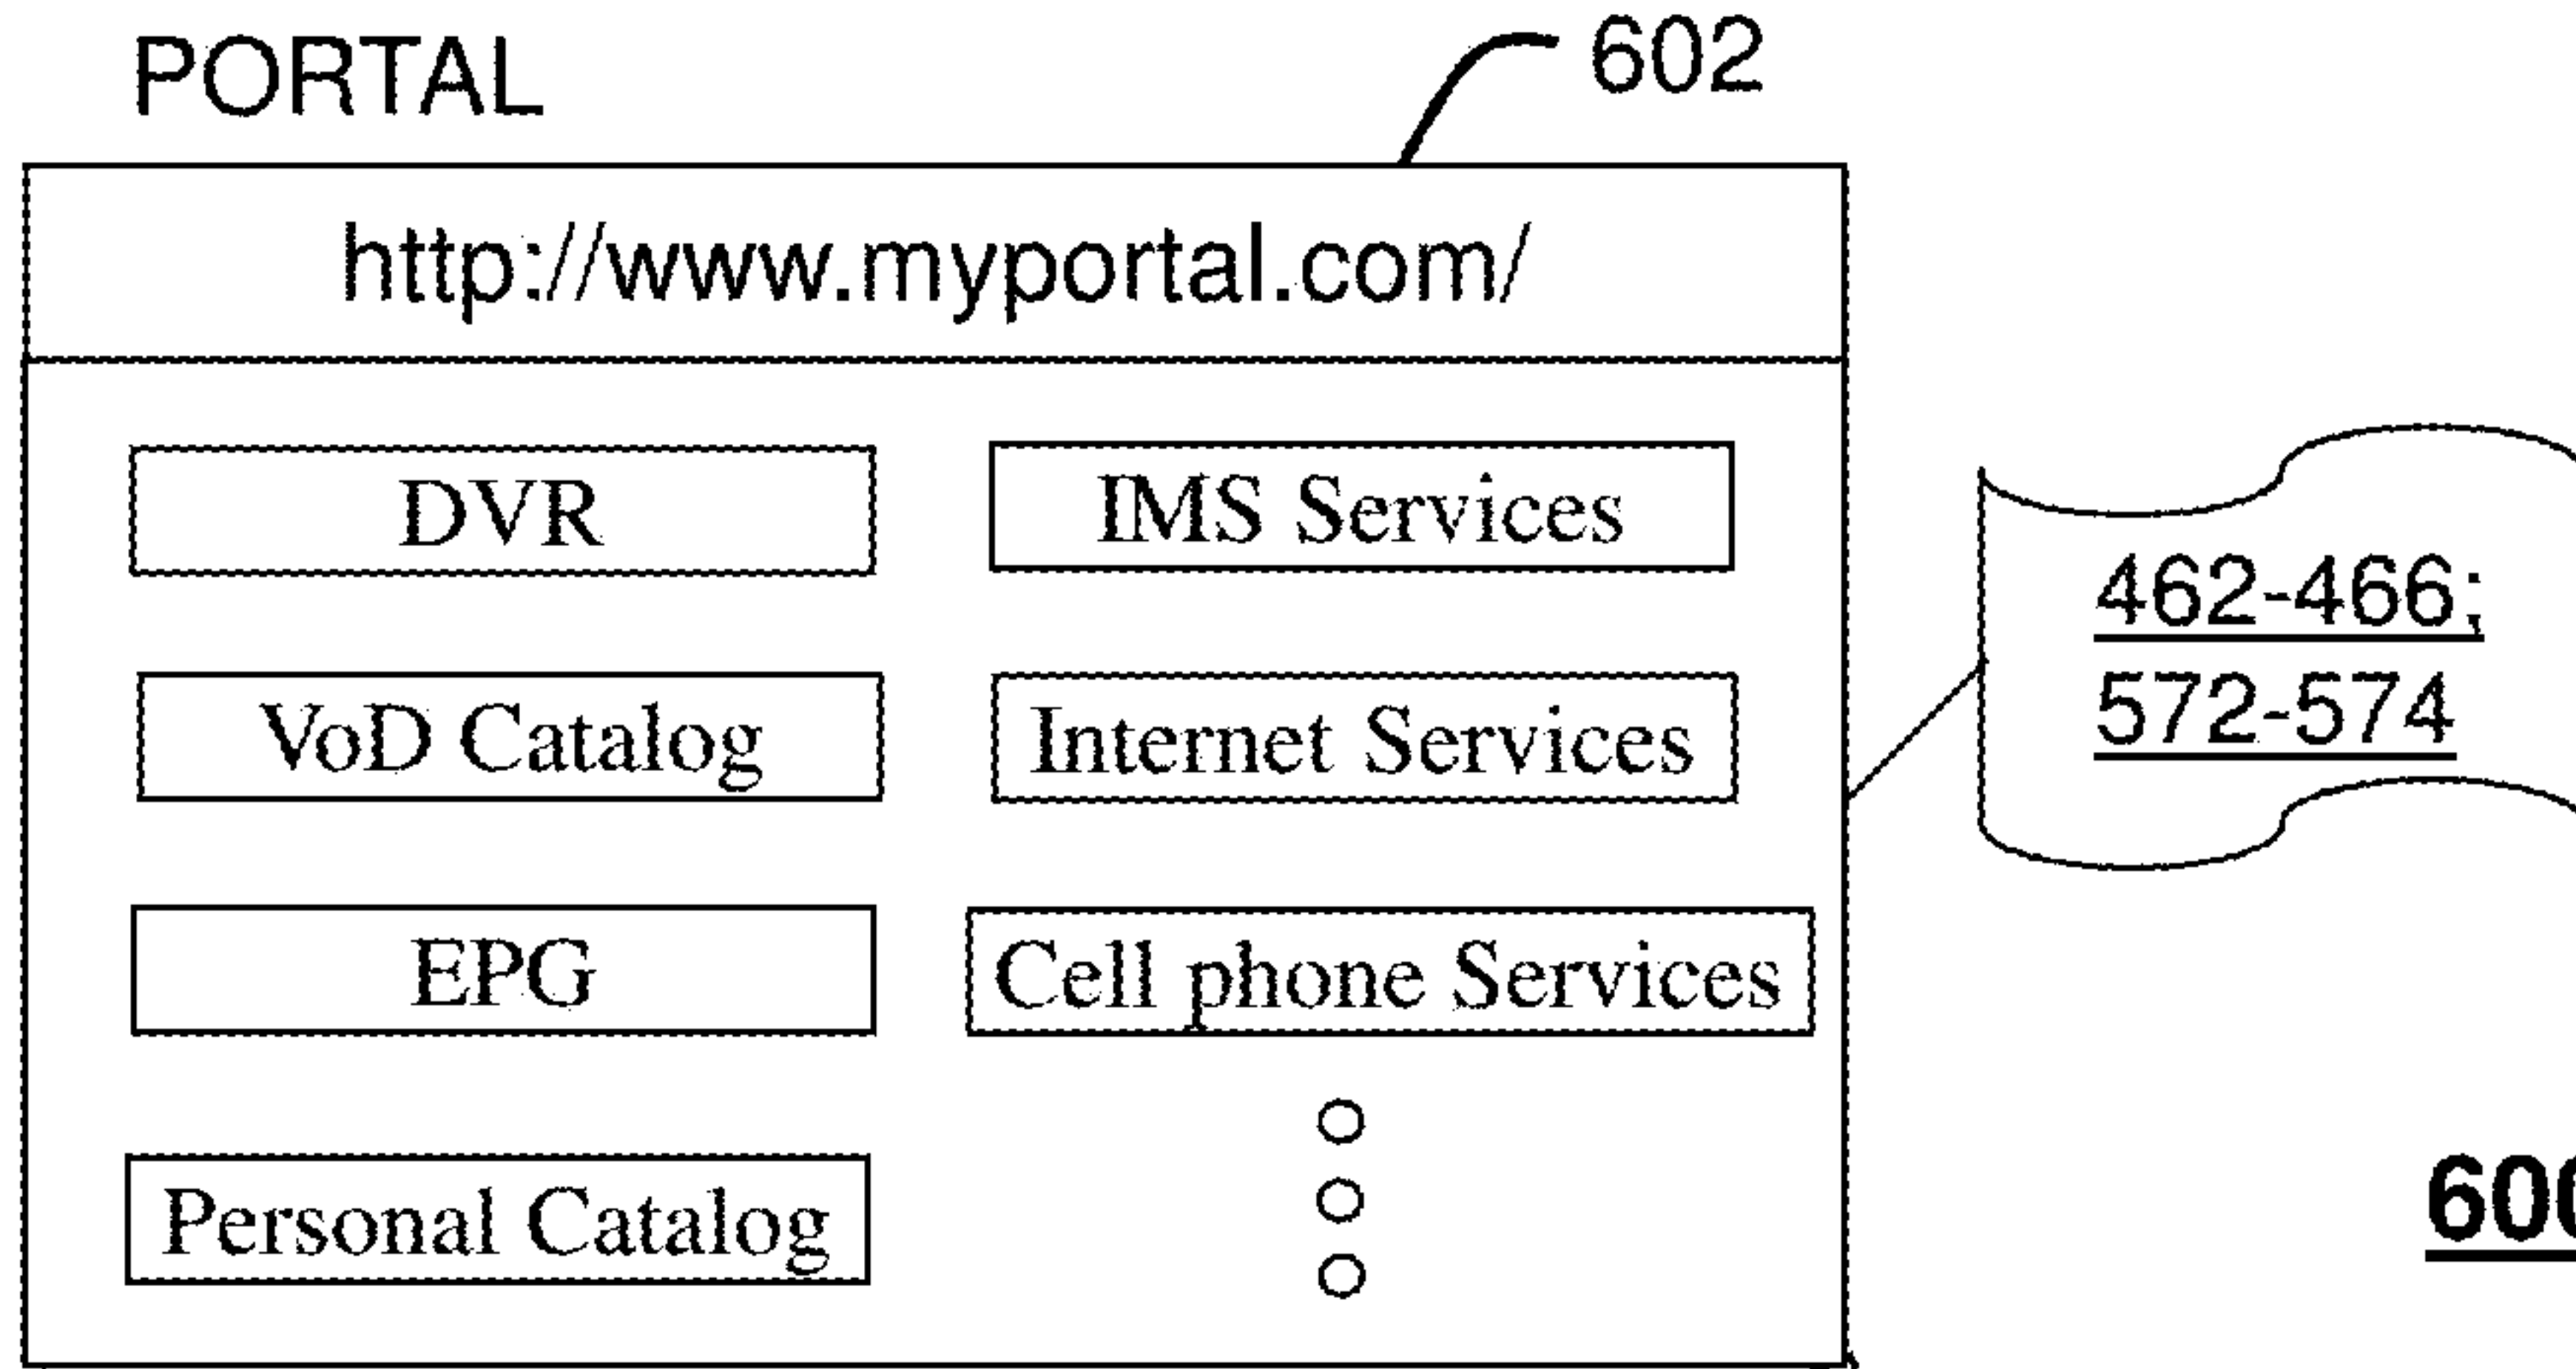 PORTAL
602
http://www.myportal.com/
DVR
IMS Services
462-466;
572-574
VoD Catalog
Internet Services
EPG
Cell phone Services
Personal Catalog